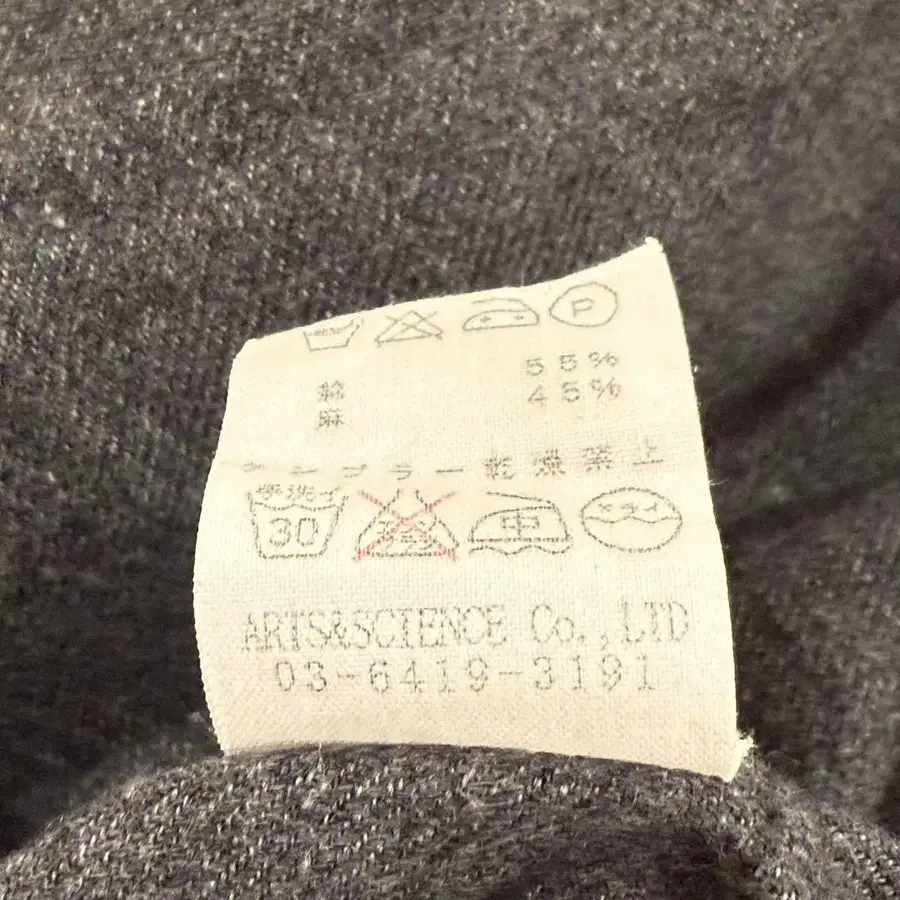 P
55%
綿
45%
麻
タンブラー乾燥禁止
手洗イ
30
中
ドライ
ARTS&SCIENCE Co.,LTD
03-6419-3191